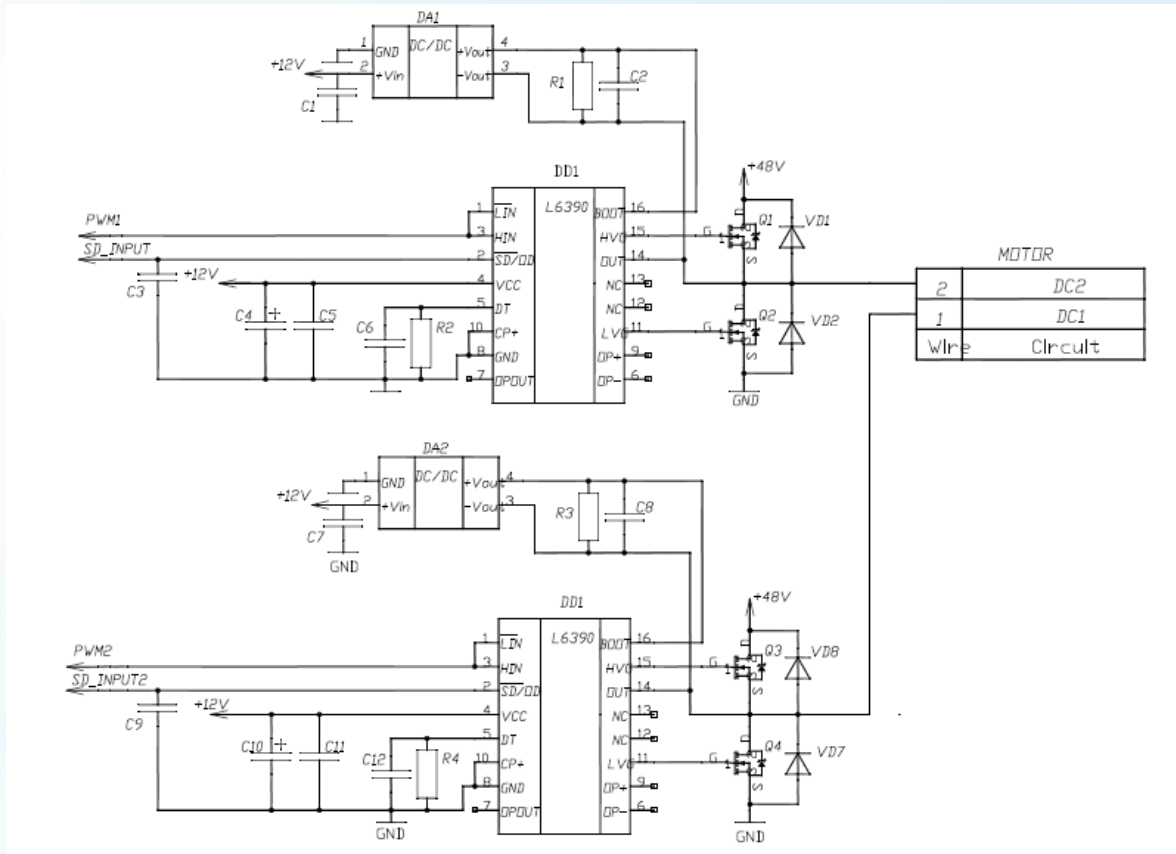 DA1
1 GND DC/DC +Vout 4
+12V 2 +Vin -Vout 3
C1
R1 C2
DD1
+48V
L6390
1 LIN BOOT 16
PWM1 3 HIN HVG 15 G 1 D Q1 S VD1
SD_INPUT 2 SD/OD OUT 14
C3 +12V 4 VCC NC 13
C4 + C5 5 DT NC 12
C6 R2 10 CP+ LVG 11 G 1 D Q2 S VD2
8 GND OP+ 9
7 OPOUT OP- 6
GND
MOTOR
2 DC2
1 DC1
Wire Circuit
DA2
1 GND DC/DC +Vout 4
+12V 2 +Vin -Vout 3
C7
GND
R3 C8
DD1
+48V
L6390
1 LIN BOOT 16
PWM2 3 HIN HVG 15 G 1 D Q3 S VD8
SD_INPUT2 2 SD/OD OUT 14
C9 +12V 4 VCC NC 13
C10 + C11 5 DT NC 12
C12 R4 10 CP+ LVG 11 G 1 D Q4 S VD7
8 GND OP+ 9
7 OPOUT OP- 6
GND
GND